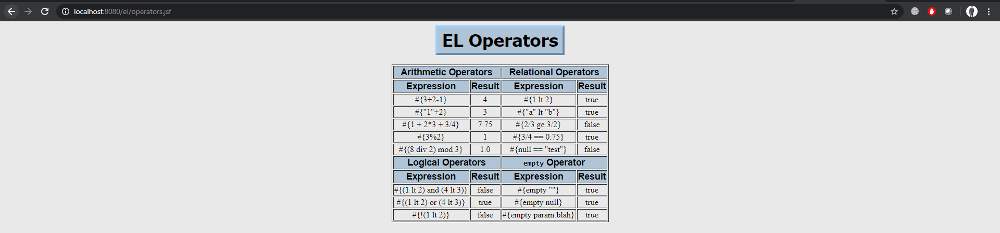 localhost:8080/el/operators.jsf
EL Operators
Arithmetic Operators Relational Operators
Expression Result Expression Result
#{3+2-1} 4 #{1 lt 2} true
#{"1"+2} 3 #{"a" lt "b"} true
#{1 + 2*3 + 3/4} 7.75 #{2/3 ge 3/2} false
#{3%2} 1 #{3/4 == 0.75} true
#{(8 div 2) mod 3} 1.0 #{null == "test"} false
Logical Operators empty Operator
Expression Result Expression Result
#{(1 lt 2) and (4 lt 3)} false #{empty ""} true
#{(1 lt 2) or (4 lt 3)} true #{empty null} true
#{!(1 lt 2)} false #{empty param.blah} true